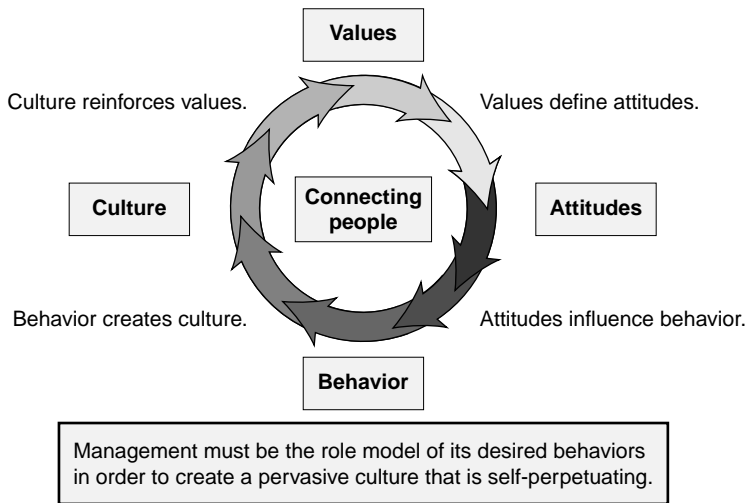 Values
Culture reinforces values.
Values define attitudes.
Culture
Connecting
people
Attitudes
Behavior creates culture.
Attitudes influence behavior.
Behavior
Management must be the role model of its desired behaviors
in order to create a pervasive culture that is self-perpetuating.